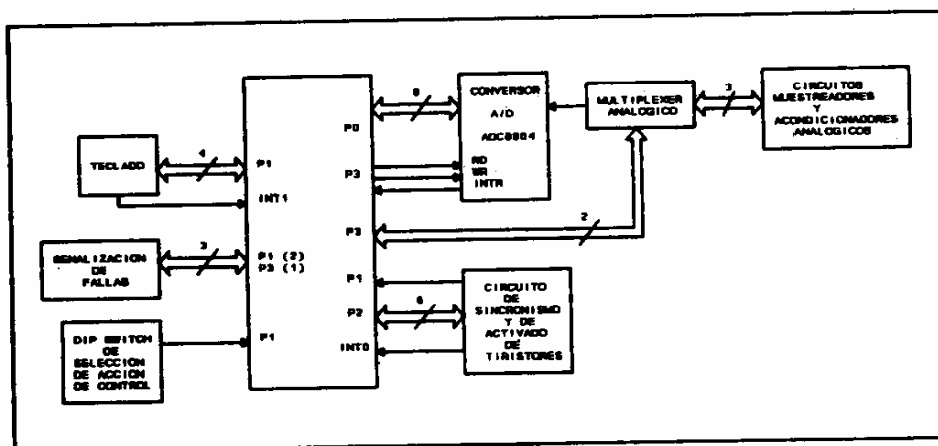 TECLADO
4
P1
INT1
SENALIZACION
DE
FALLAS
3
P1 (2)
P3 (1)
DIP SWITCH
DE
SELECCION
DE ACCION
DE CONTROL
P1
P0
P3
P3
P1
P2
INT0
8
CONVERSOR
A/D
ADC0804
RD
WR
INTR
MULTIPLEXER
ANALOGICO
3
CIRCUITOS
MUESTREADORES
Y
ACONDICIONADORES
ANALOGICOS
2
6
CIRCUITO
DE
SINCRONISMO
Y DE
ACTIVADO
DE
TIRISTORES